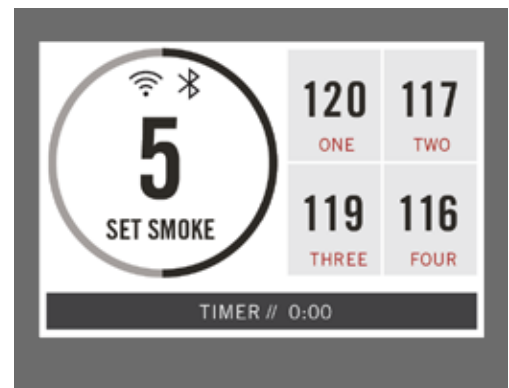 5
SET SMOKE
120 117
ONE TWO
119 116
THREE FOUR
TIMER // 0:00